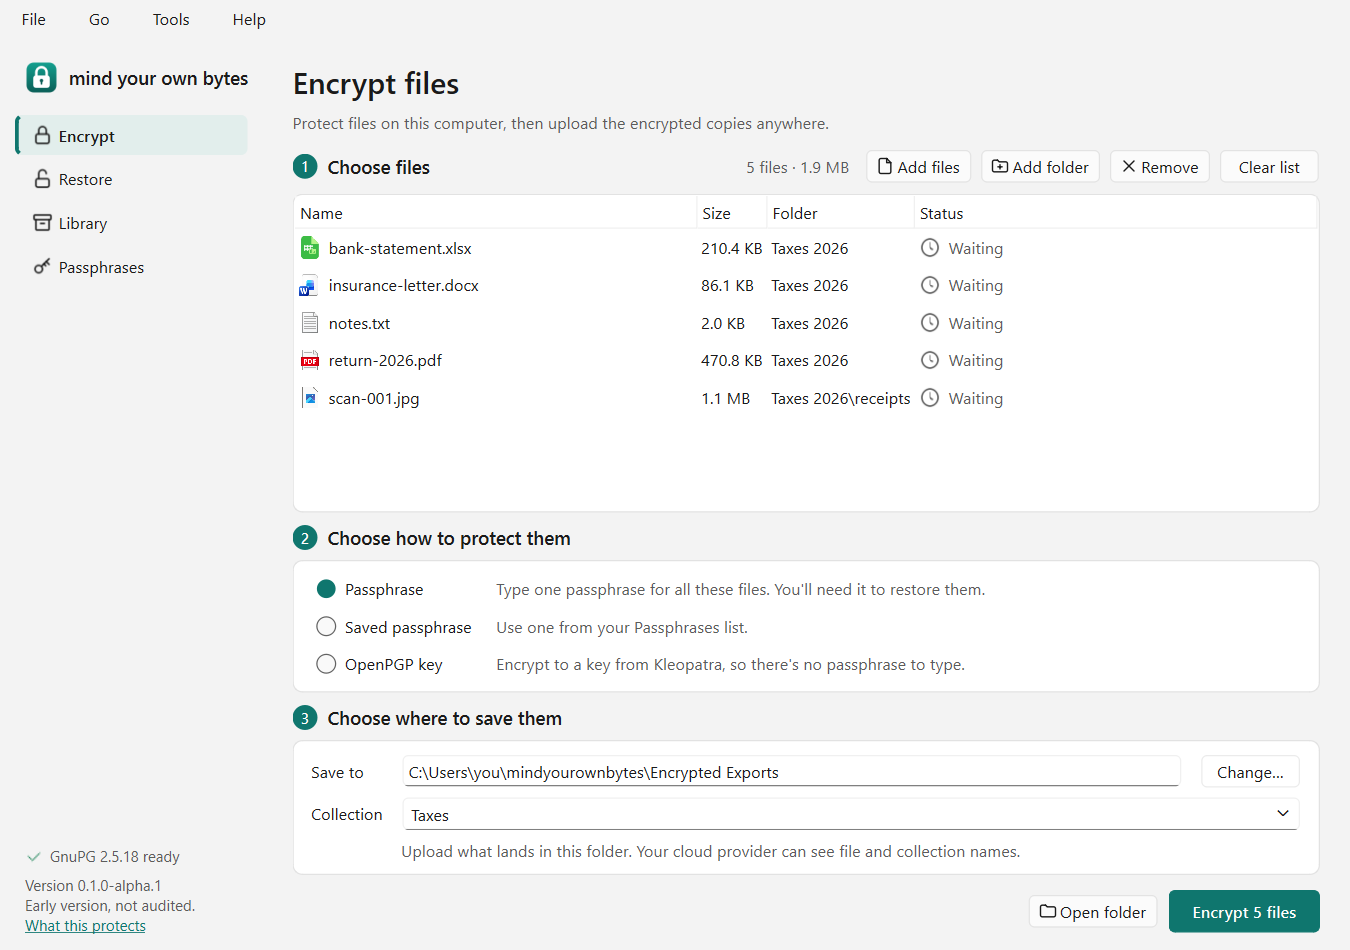 File Go Tools Help
mind your own bytes
Encrypt
Restore
Library
Passphrases
GnuPG 2.5.18 ready
Version 0.1.0-alpha.1
Early version, not audited.
What this protects
Encrypt files
Protect files on this computer, then upload the encrypted copies anywhere.
1 Choose files 5 files · 1.9 MB Add files Add folder Remove Clear list
Name Size Folder Status
bank-statement.xlsx 210.4 KB Taxes 2026 Waiting
insurance-letter.docx 86.1 KB Taxes 2026 Waiting
notes.txt 2.0 KB Taxes 2026 Waiting
return-2026.pdf 470.8 KB Taxes 2026 Waiting
scan-001.jpg 1.1 MB Taxes 2026\receipts Waiting
2 Choose how to protect them
Passphrase Type one passphrase for all these files. You'll need it to restore them.
Saved passphrase Use one from your Passphrases list.
OpenPGP key Encrypt to a key from Kleopatra, so there's no passphrase to type.
3 Choose where to save them
Save to C:\Users\you\mindyourownbytes\Encrypted Exports Change...
Collection Taxes
Upload what lands in this folder. Your cloud provider can see file and collection names.
Open folder Encrypt 5 files